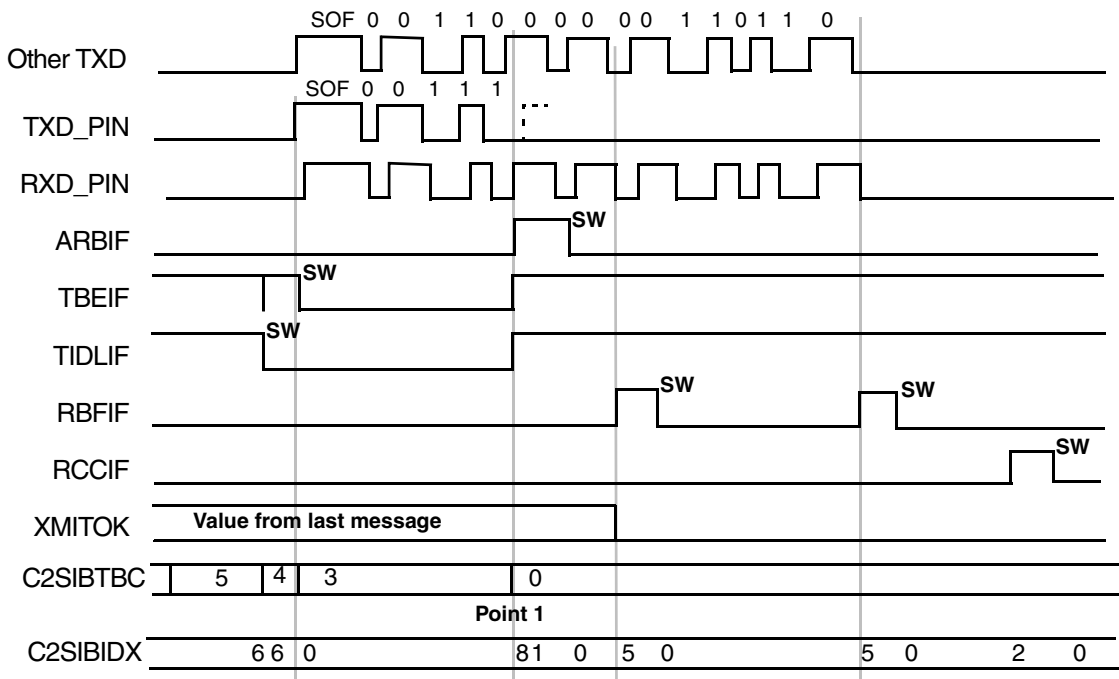 SOF 0 0 1 1 0 0 0 0 0 0 1 1 0 1 1 0
Other TXD
SOF 0 0 1 1 1
TXD_PIN
RXD_PIN
ARBIF SW
TBEIF SW
TIDLIF SW
RBFIF SW SW
RCCIF SW
XMITOK Value from last message
C2SIBTBC 5 4 3 0
Point 1
C2SIBIDX 6 6 0 81 0 5 0 5 0 2 0